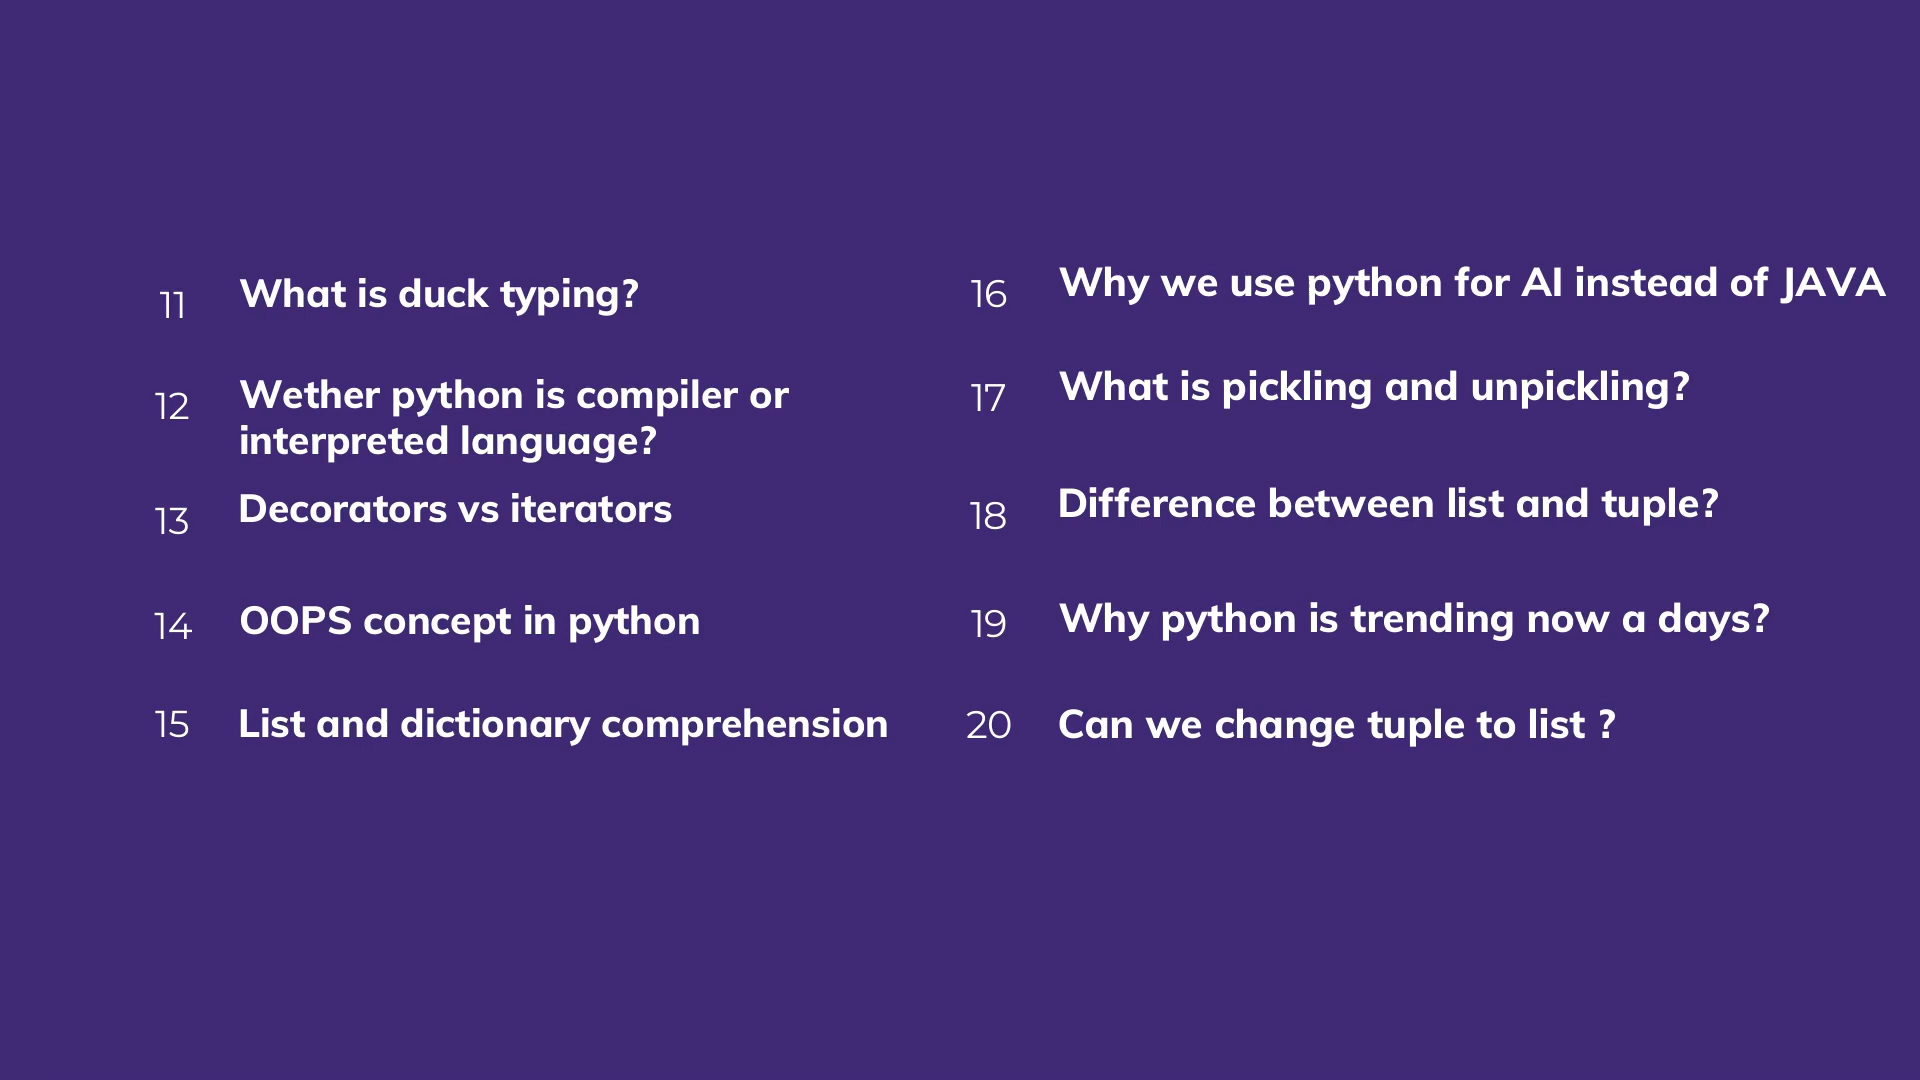 11 What is duck typing?
12 Wether python is compiler or
interpreted language?
13 Decorators vs iterators
14 OOPS concept in python
15 List and dictionary comprehension
16 Why we use python for AI instead of JAVA
17 What is pickling and unpickling?
18 Difference between list and tuple?
19 Why python is trending now a days?
20 Can we change tuple to list ?